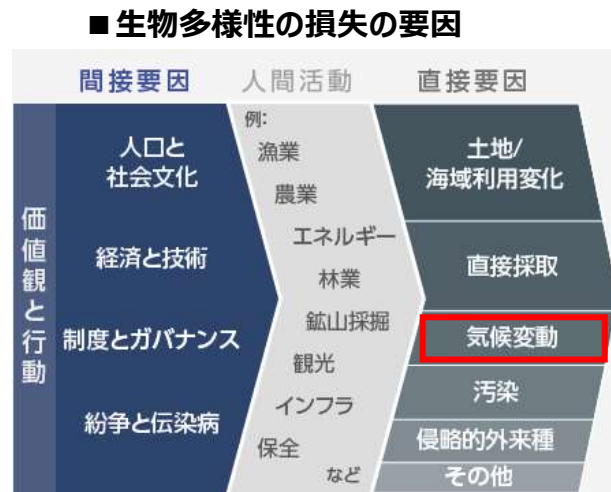 ■生物多様性の損失の要因
間接要因
人間活動
直接要因
価値観と行動
人口と
社会文化
経済と技術
制度とガバナンス
紛争と伝染病
例:
漁業
農業
エネルギー
林業
鉱山採掘
観光
インフラ
保全
など
土地/
海域利用変化
直接採取
気候変動
汚染
侵略的外来種
その他